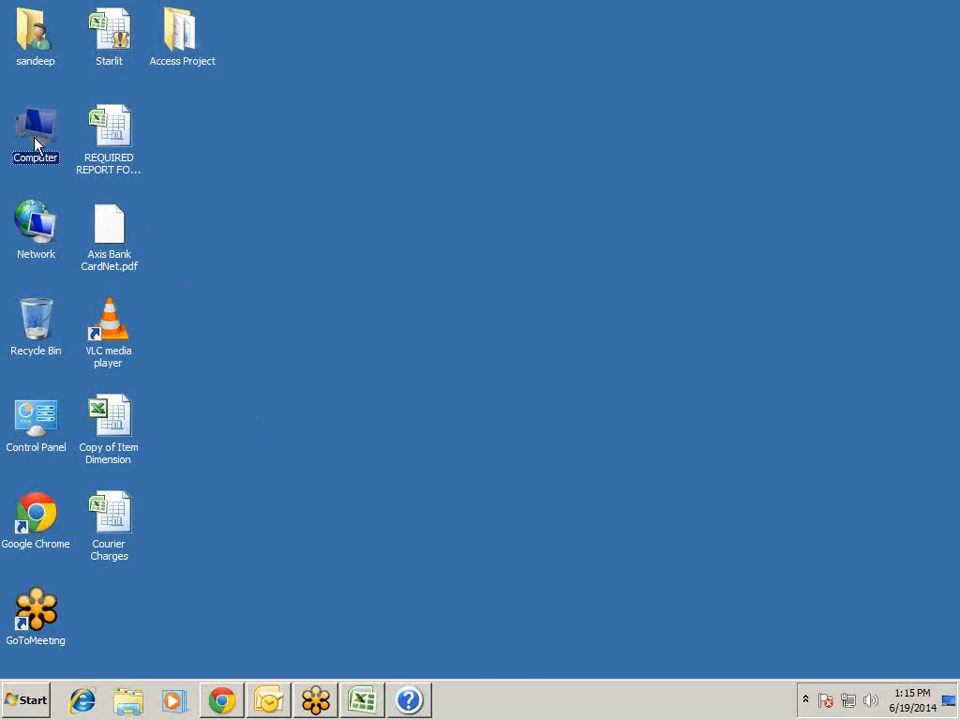 sandeep
Starlit
Access Project
Computer
REQUIRED
REPORT FO...
Network
Axis Bank
CardNet.pdf
Recycle Bin
VLC media
player
Control Panel
Copy of Item
Dimension
Google Chrome
Courier
Charges
GoToMeeting
Start
1:15 PM
6/19/2014